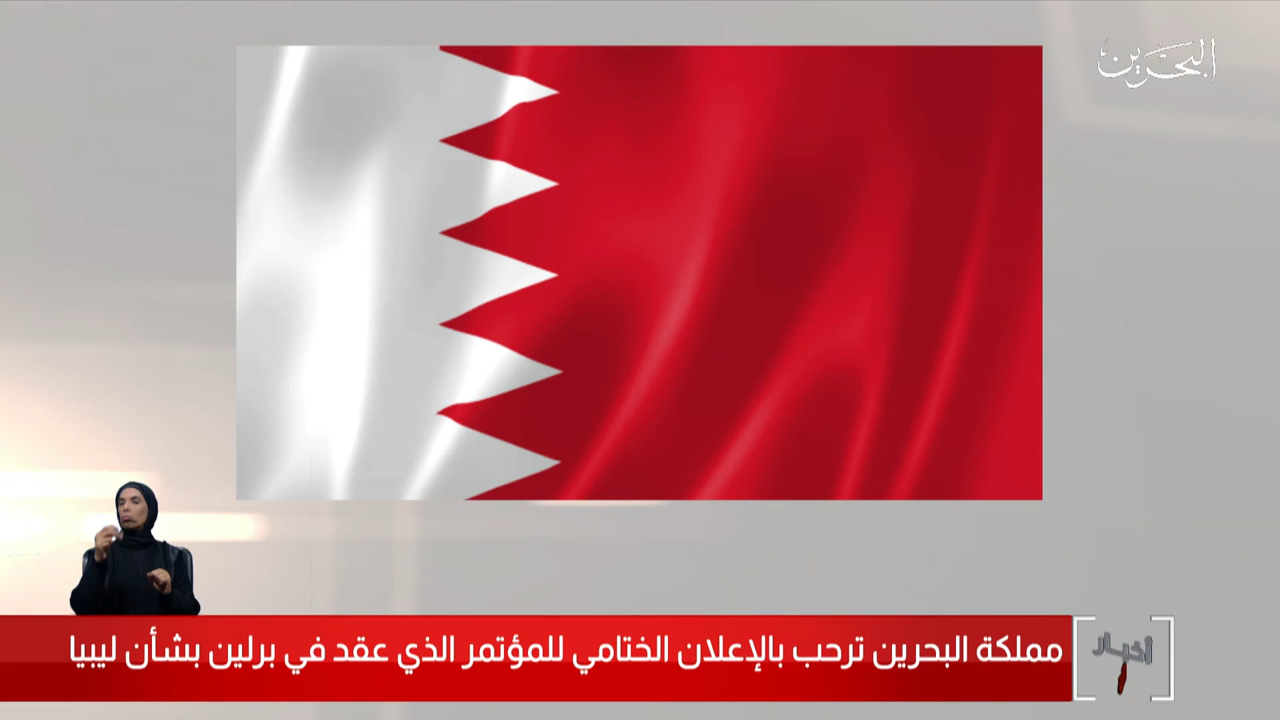 البحرين
مملكة البحرين ترحب بالإعلان الختامي للمؤتمر الذي عقد في برلين بشأن ليبيا
أخبار